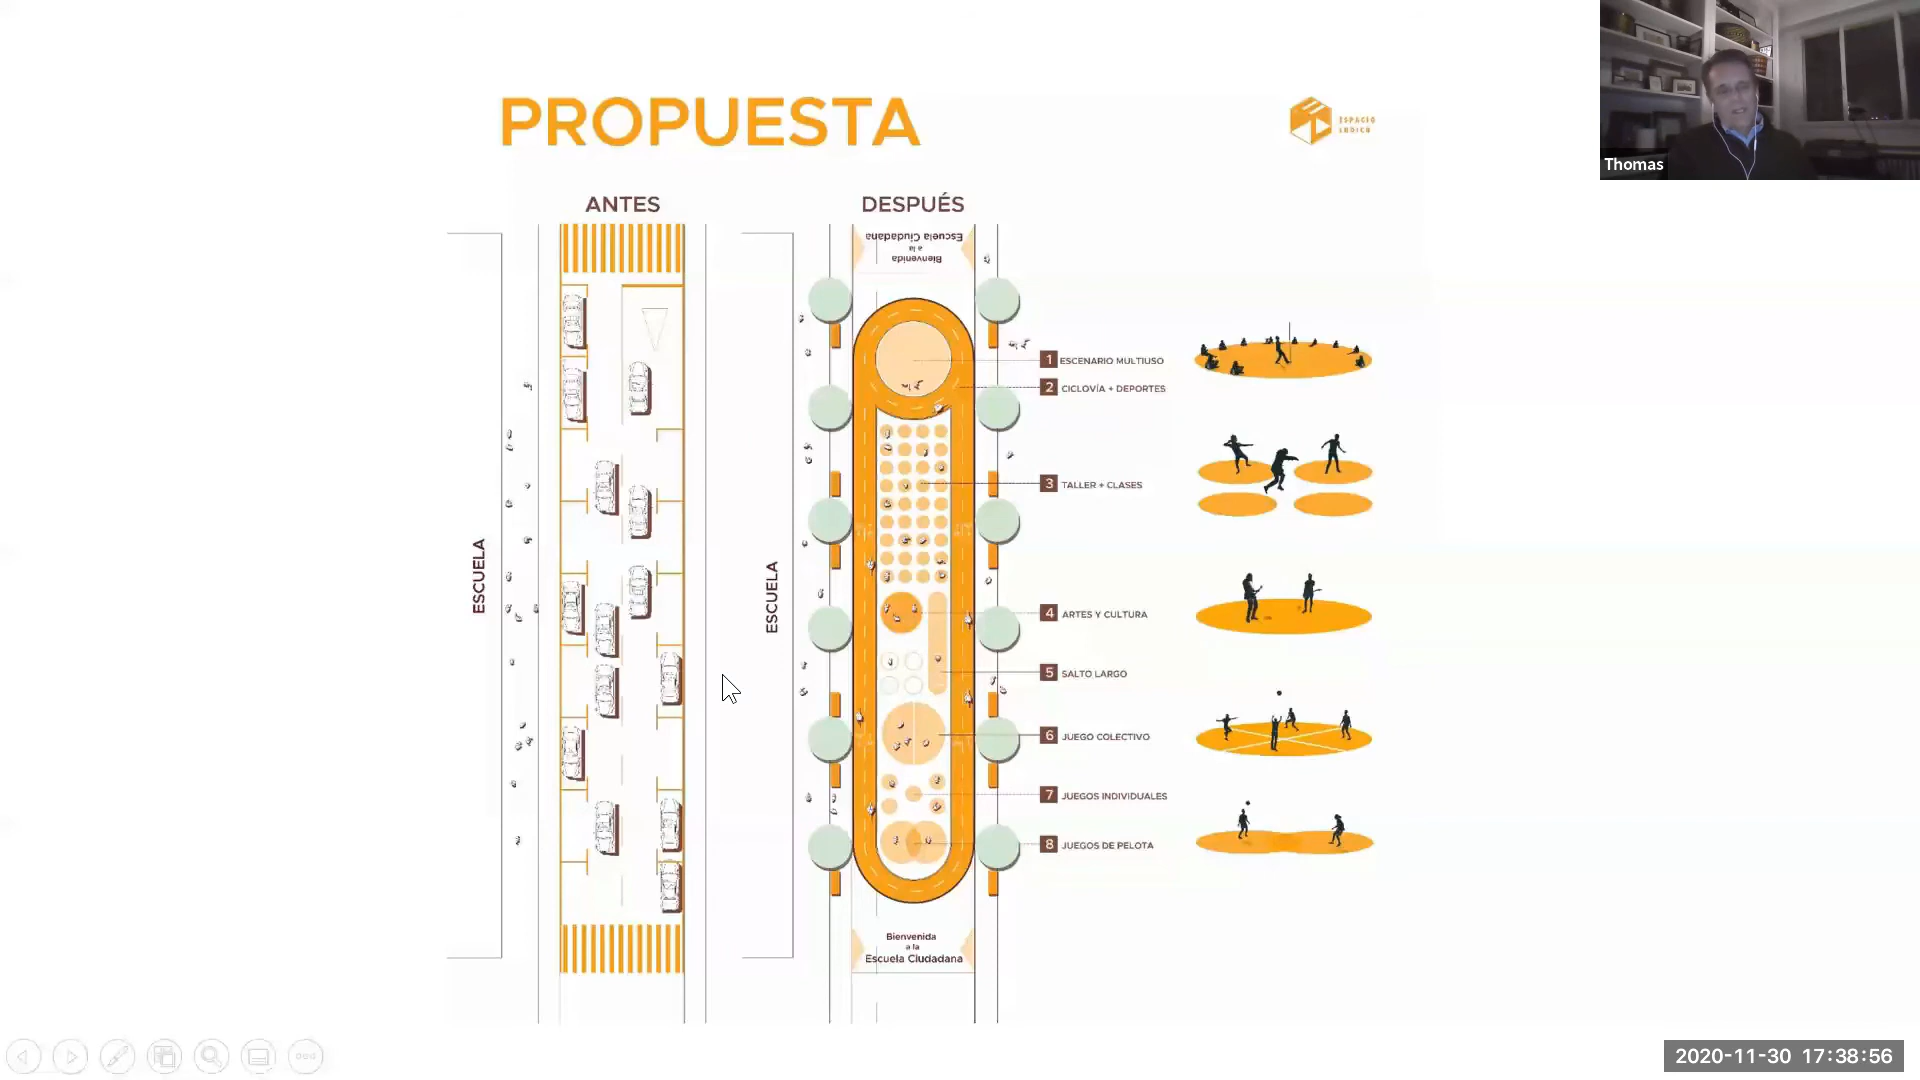 PROPUESTA
ESPACIO
LÚDICO
Thomas
ANTES
DESPUÉS
Bienvenida
a la
Escuela Ciudadana
ESCUELA
ESCUELA
1 ESCENARIO MULTIUSO
2 CICLOVÍA + DEPORTES
3 TALLER + CLASES
4 ARTES Y CULTURA
5 SALTO LARGO
6 JUEGO COLECTIVO
7 JUEGOS INDIVIDUALES
8 JUEGOS DE PELOTA
Bienvenida
a la
Escuela Ciudadana
2020-11-30 17:38:56